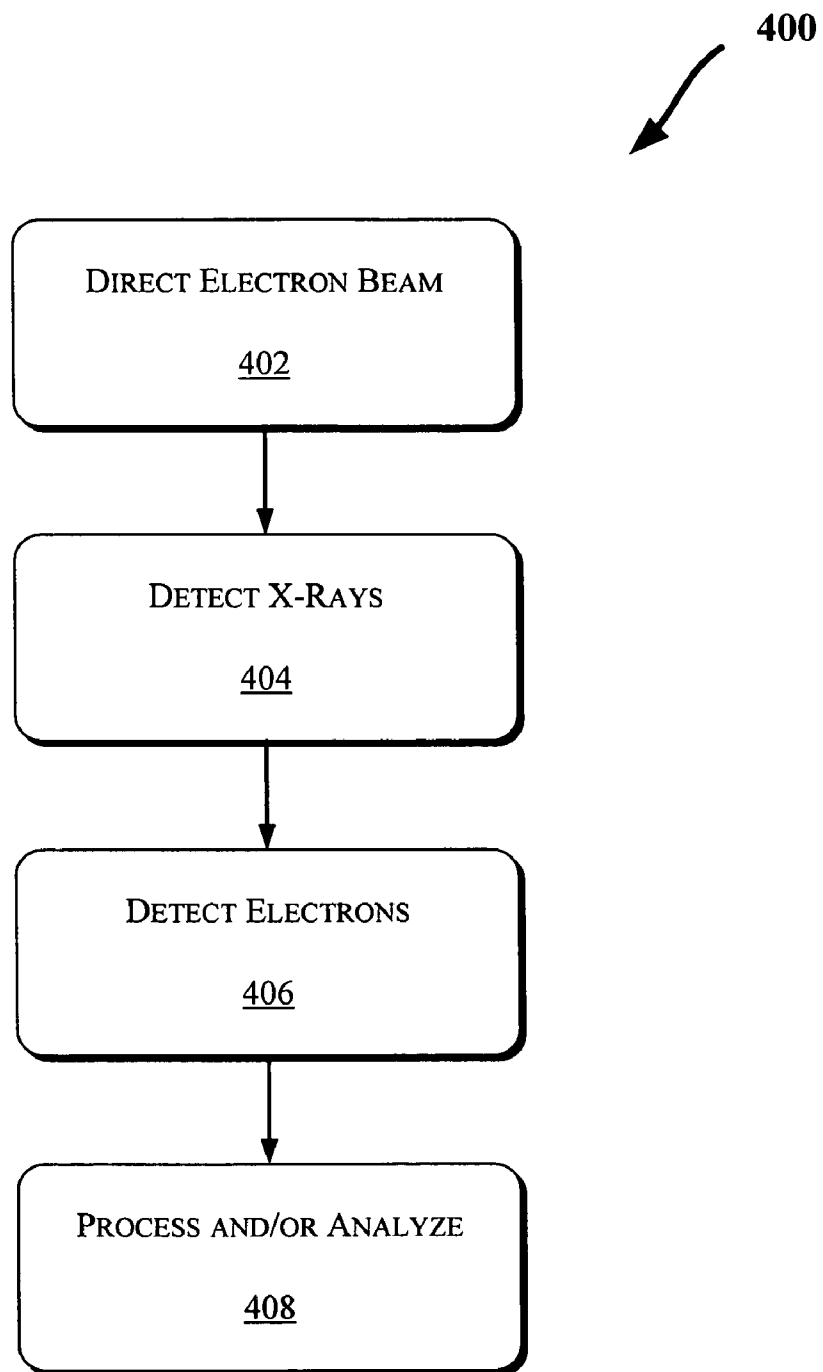 400
DIRECT ELECTRON BEAM
402
DETECT X-RAYS
404
DETECT ELECTRONS
406
PROCESS AND/OR ANALYZE
408